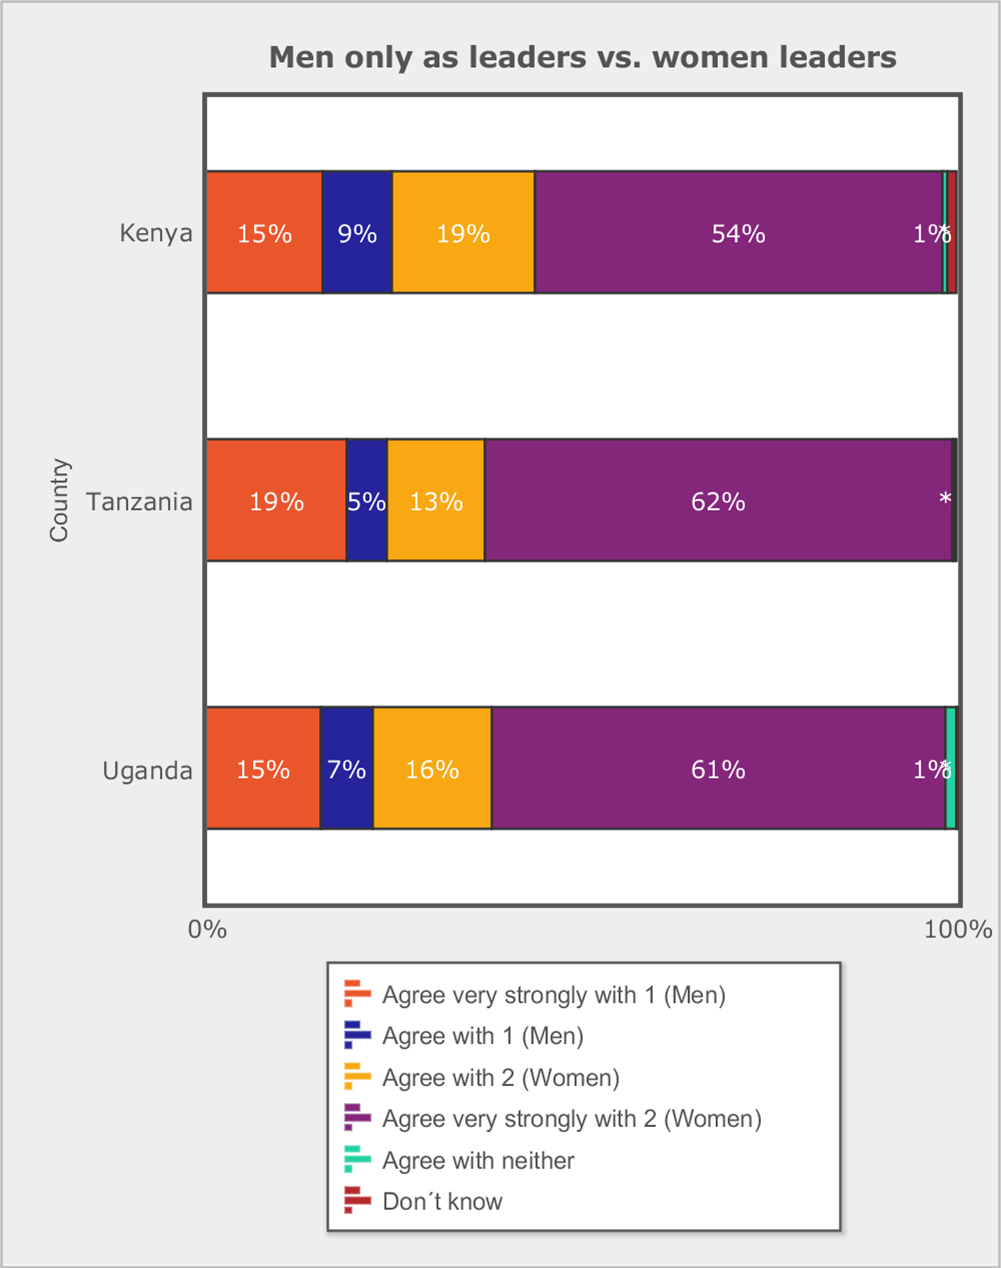 Men only as leaders vs. women leaders
Kenya
15% 9% 19% 54% 1% *
Country
Tanzania
19% 5% 13% 62% *
Uganda
15% 7% 16% 61% 1% *
0% 100%
Agree very strongly with 1 (Men)
Agree with 1 (Men)
Agree with 2 (Women)
Agree very strongly with 2 (Women)
Agree with neither
Don´t know